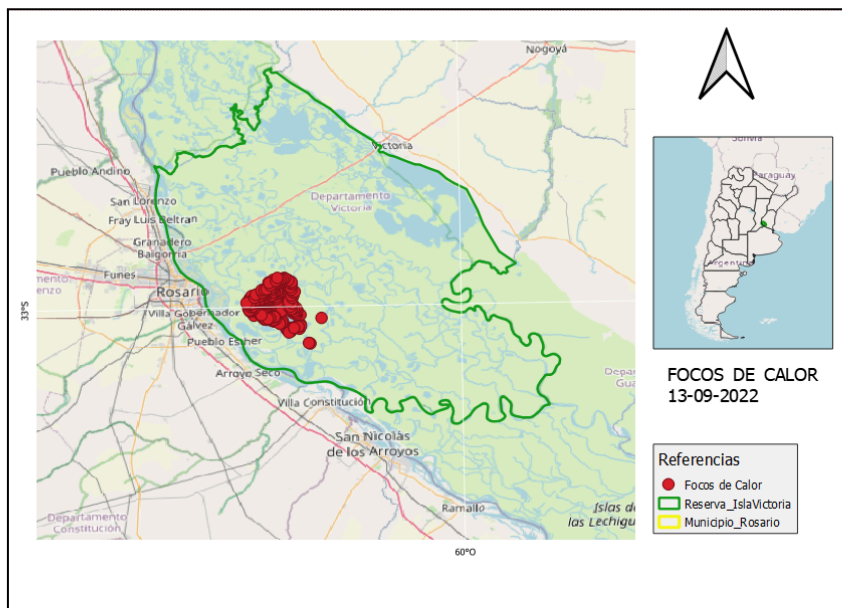 Nogoyá
Victoria
Pueblo Andino
Departamento
Victoria
San Lorenzo
Fray Luis Beltran
Granadero
Baigorria
Funes
Rosario
33°S
Villa Gobernador
Gálvez
Pueblo Esther
Arroyo Seco
Villa Constitución
San Nicolás
de los Arroyos
Ramallo
Islas de
las Lechigu
Departamento
Constitución
60°O
Paraguay
Argentina
FOCOS DE CALOR
13-09-2022
Referencias
Focos de Calor
Reserva_IslaVictoria
Municipio_Rosario